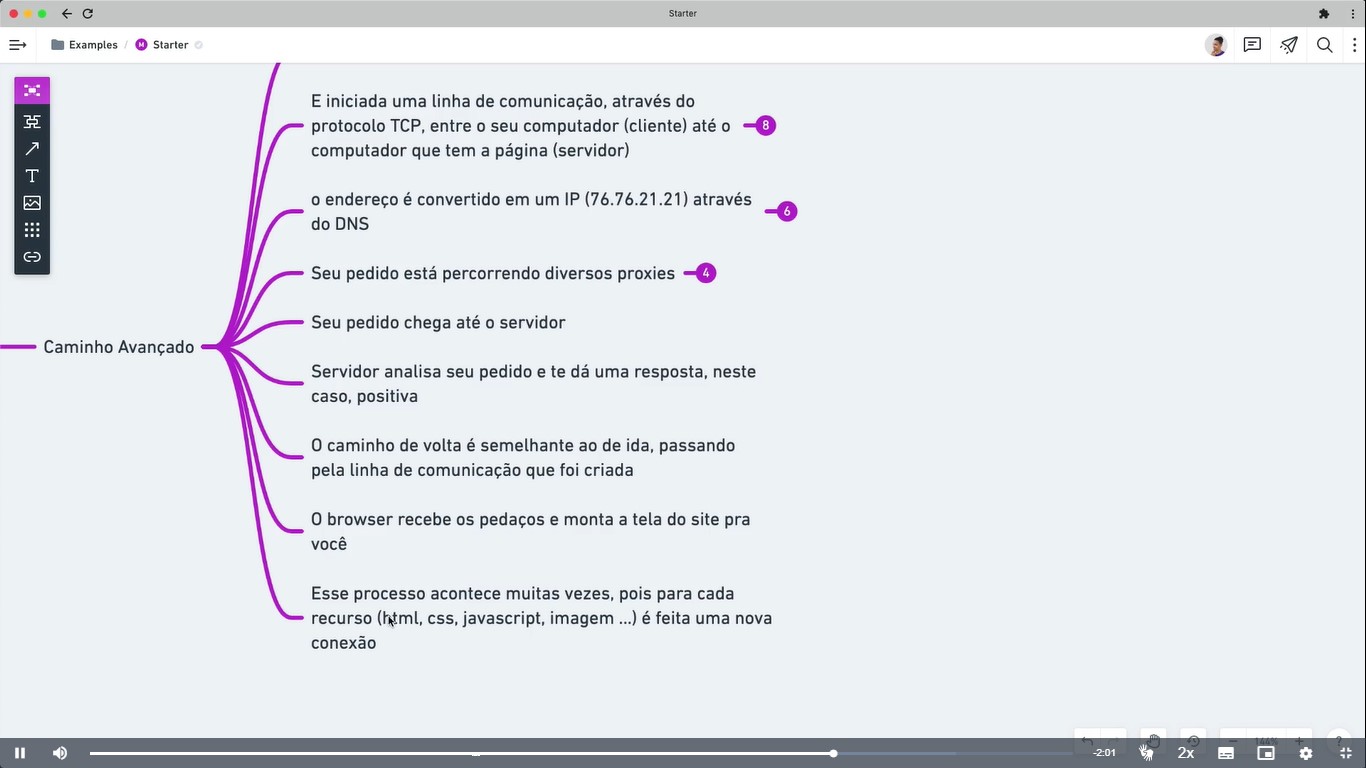 Starter
Examples / M Starter
E iniciada uma linha de comunicação, através do
protocolo TCP, entre o seu computador (cliente) até o
computador que tem a página (servidor)
8
o endereço é convertido em um IP (76.76.21.21) através
do DNS
6
Seu pedido está percorrendo diversos proxies
4
Seu pedido chega até o servidor
Caminho Avançado
Servidor analisa seu pedido e te dá uma resposta, neste
caso, positiva
O caminho de volta é semelhante ao de ida, passando
pela linha de comunicação que foi criada
O browser recebe os pedaços e monta a tela do site pra
você
Esse processo acontece muitas vezes, pois para cada
recurso (html, css, javascript, imagem ...) é feita uma nova
conexão
-2:01
2x